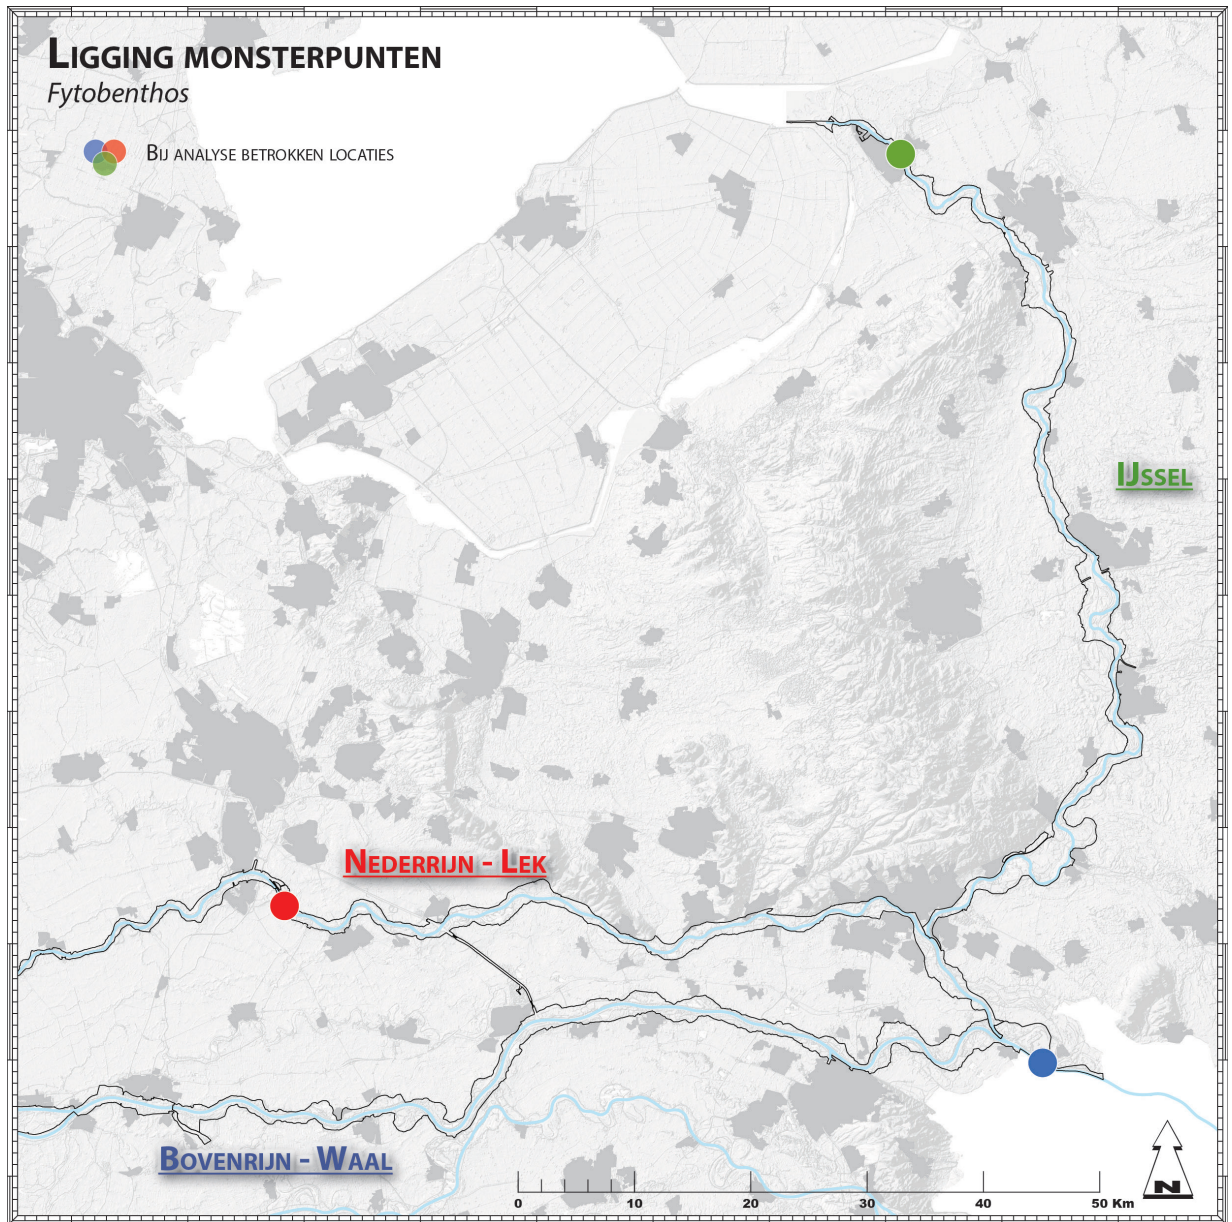 Ligging monsterpunten
Fytobenthos
Bij analyse betrokken locaties
IJssel
Nederrijn - Lek
Bovenrijn - Waal
0 10 20 30 40 50 Km
N